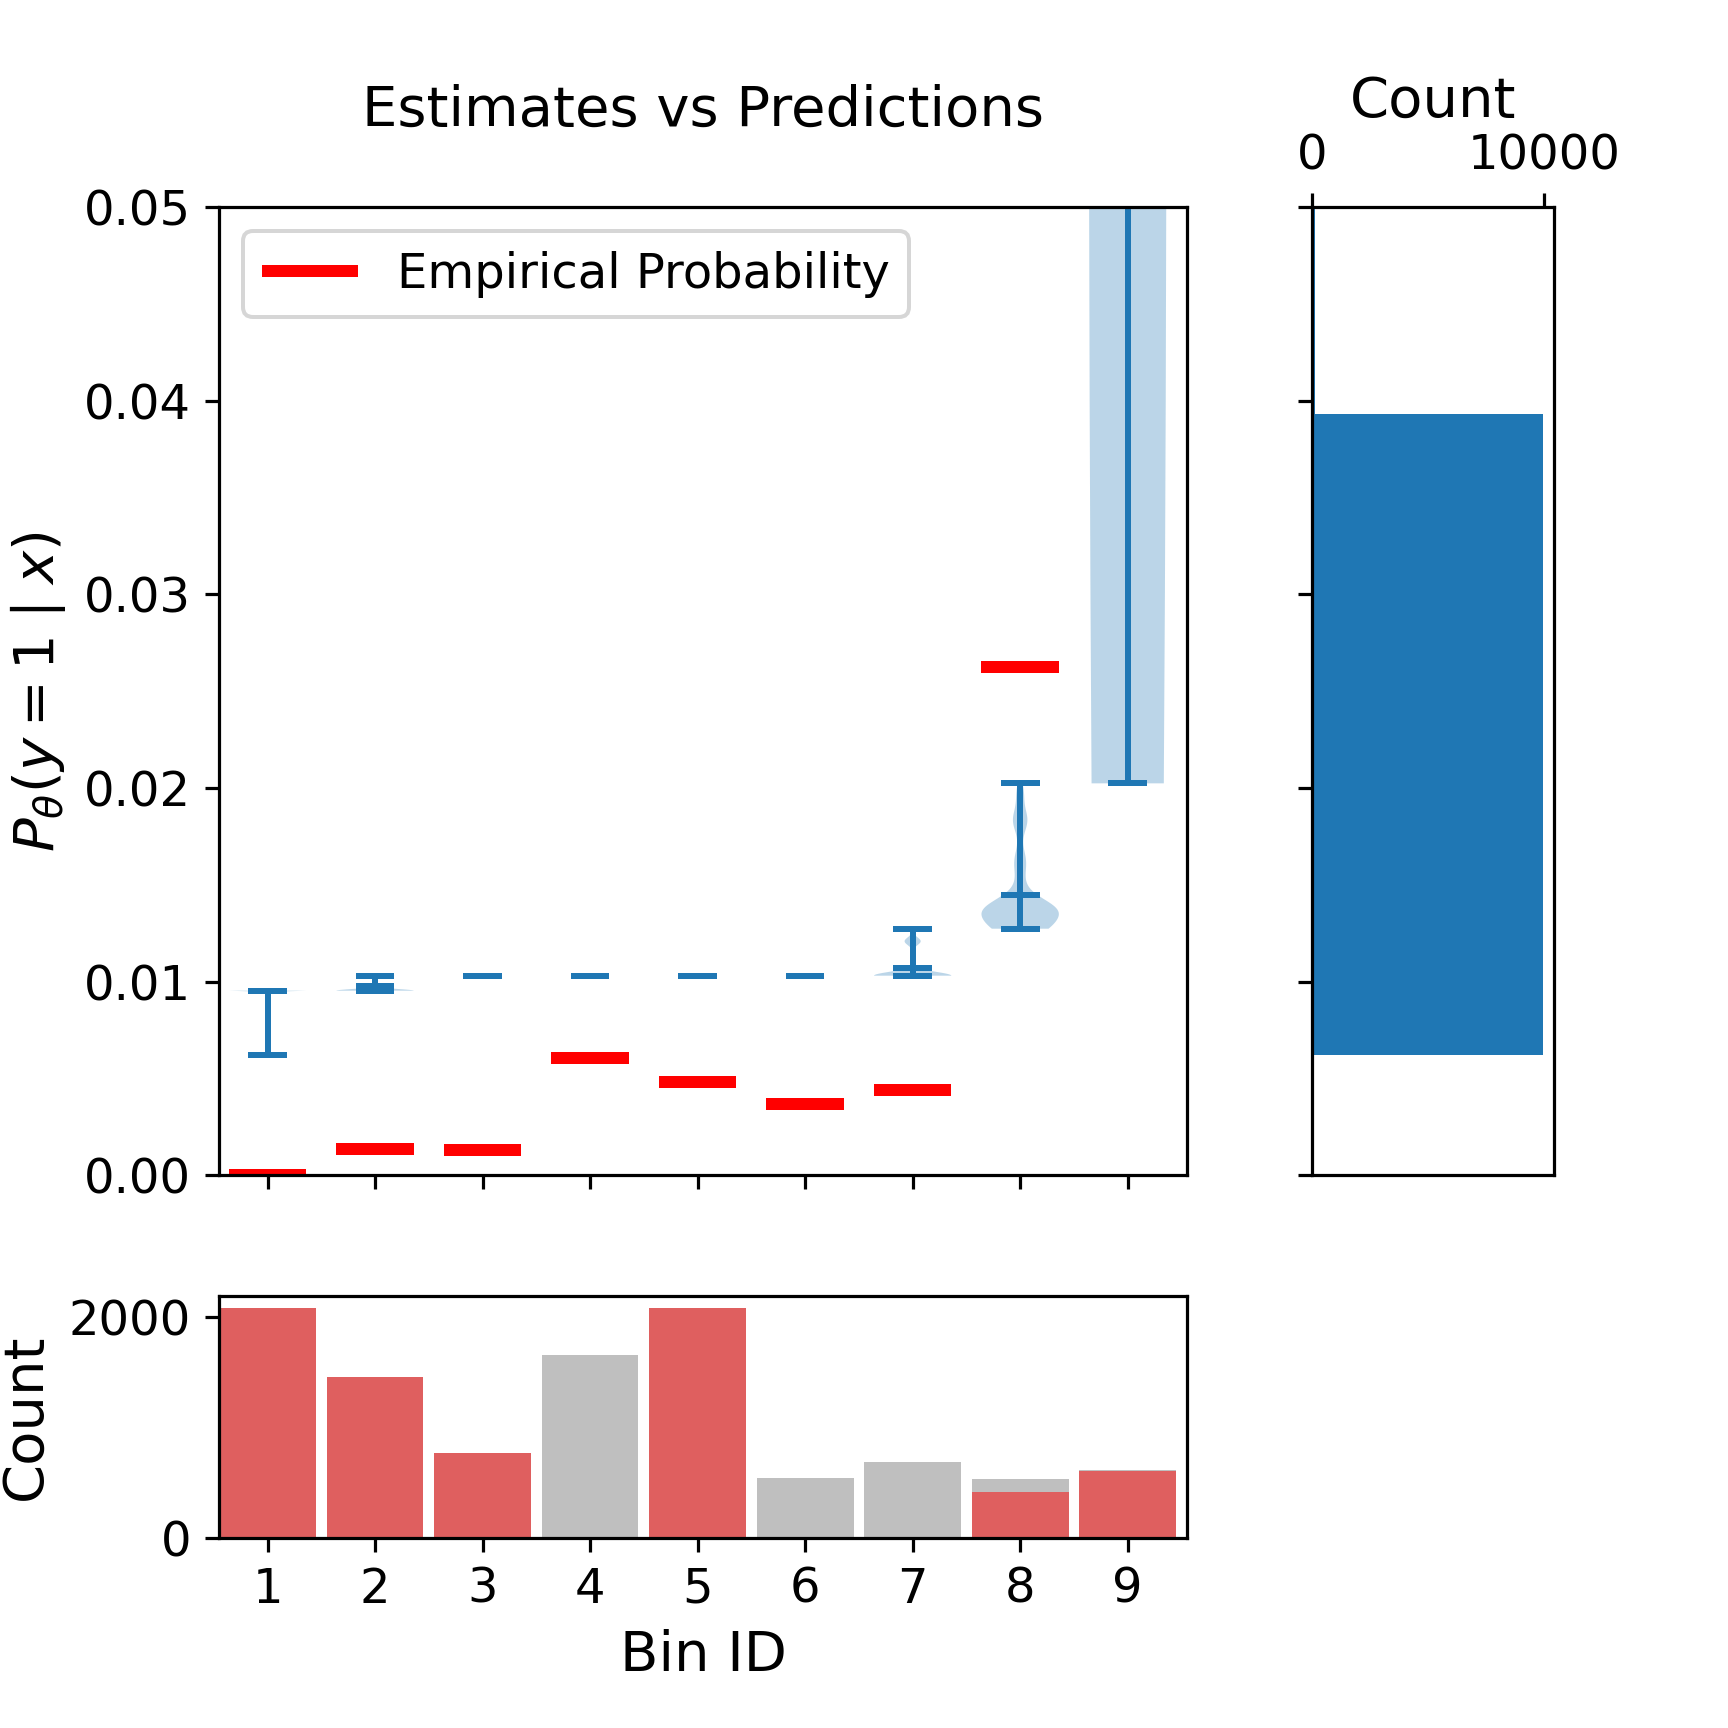 Estimates vs Predictions
Count
0 10000
0.05
Empirical Probability
0.04
0.03
0.02
0.01
0.00
P_θ(y = 1 | x)
2000
0
Count
1 2 3 4 5 6 7 8 9
Bin ID